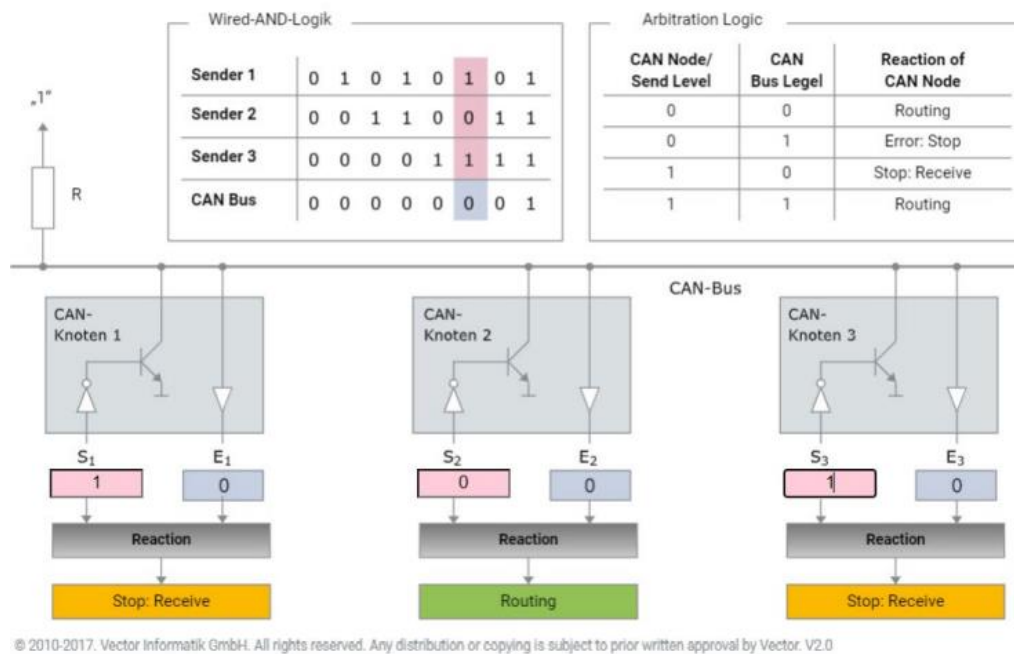 Wired-AND-Logik
Sender 1 0 1 0 1 0 1 0 1
Sender 2 0 0 1 1 0 0 1 1
Sender 3 0 0 0 0 1 1 1 1
CAN Bus 0 0 0 0 0 0 0 1
Arbitration Logic
CAN Node/ Send Level CAN Bus Legel Reaction of CAN Node
0 0 Routing
0 1 Error: Stop
1 0 Stop: Receive
1 1 Routing
„1"
R
CAN-Bus
CAN-
Knoten 1
S₁ E₁
1 0
Reaction
Stop: Receive
CAN-
Knoten 2
S₂ E₂
0 0
Reaction
Routing
CAN-
Knoten 3
S₃ E₃
1 0
Reaction
Stop: Receive
© 2010-2017. Vector Informatik GmbH. All rights reserved. Any distribution or copying is subject to prior written approval by Vector. V2.0